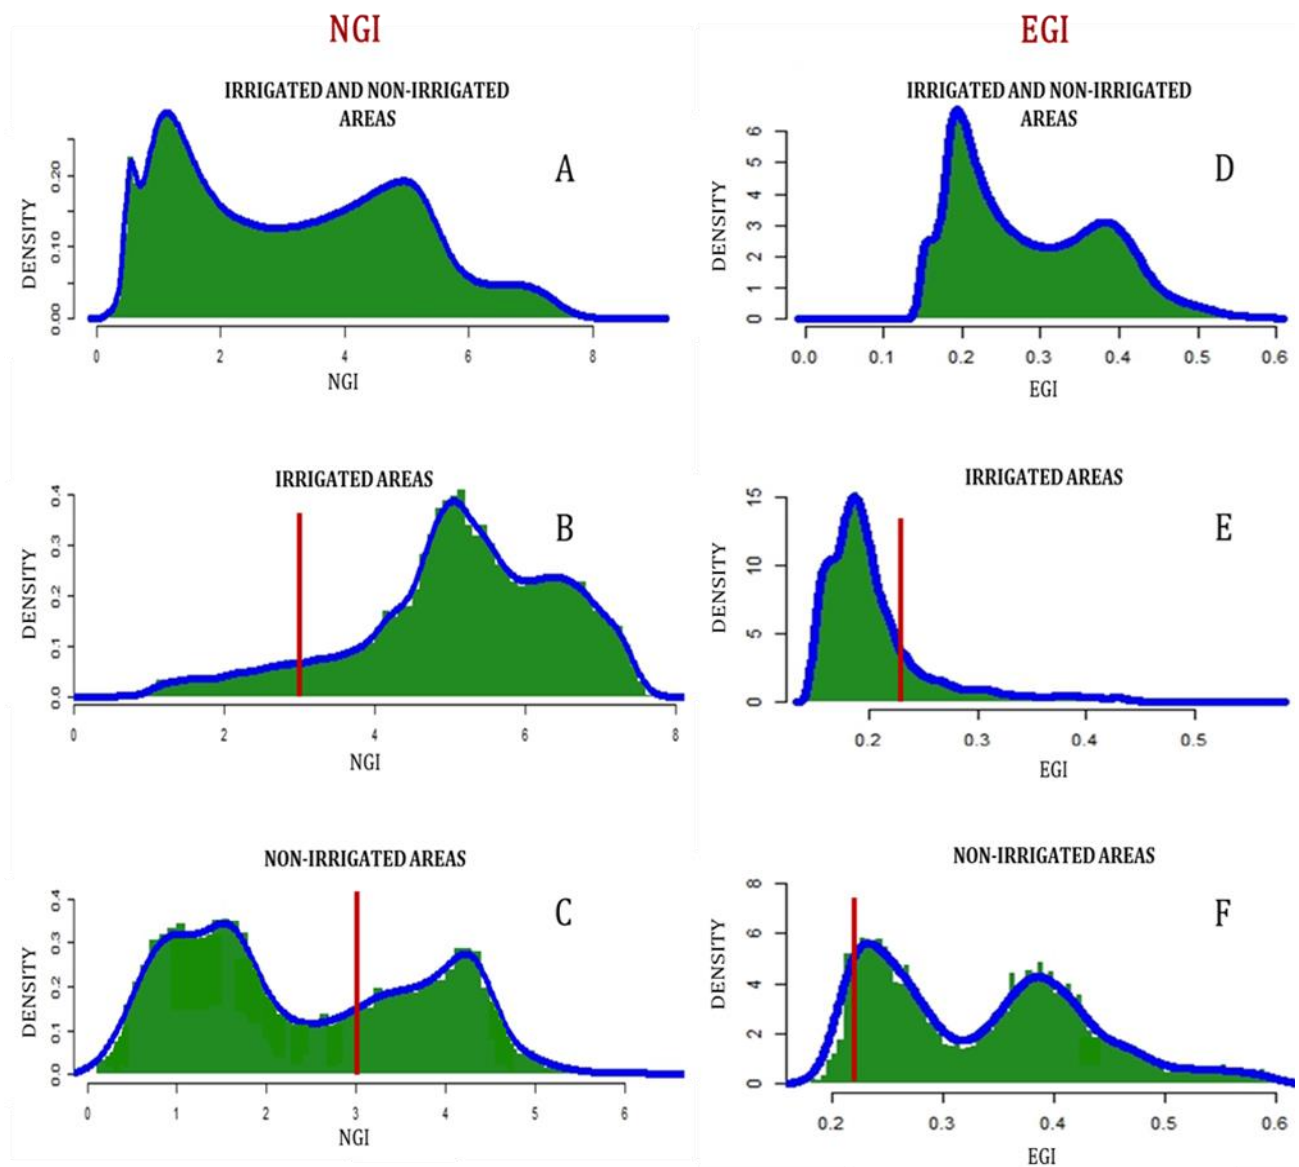 NGI
EGI
IRRIGATED AND NON-IRRIGATED
AREAS
A
DENSITY
0.00 0.10 0.20
0 2 4 6 8
NGI
IRRIGATED AND NON-IRRIGATED
AREAS
D
DENSITY
0 1 2 3 4 5 6
0.0 0.1 0.2 0.3 0.4 0.5 0.6
EGI
IRRIGATED AREAS
B
DENSITY
0.0 0.1 0.2 0.3 0.4
0 2 4 6 8
NGI
IRRIGATED AREAS
E
DENSITY
0 5 10 15
0.2 0.3 0.4 0.5
EGI
NON-IRRIGATED AREAS
C
DENSITY
0.0 0.1 0.2 0.3 0.4
0 1 2 3 4 5 6
NGI
NON-IRRIGATED AREAS
F
DENSITY
0 2 4 6 8
0.2 0.3 0.4 0.5 0.6
EGI